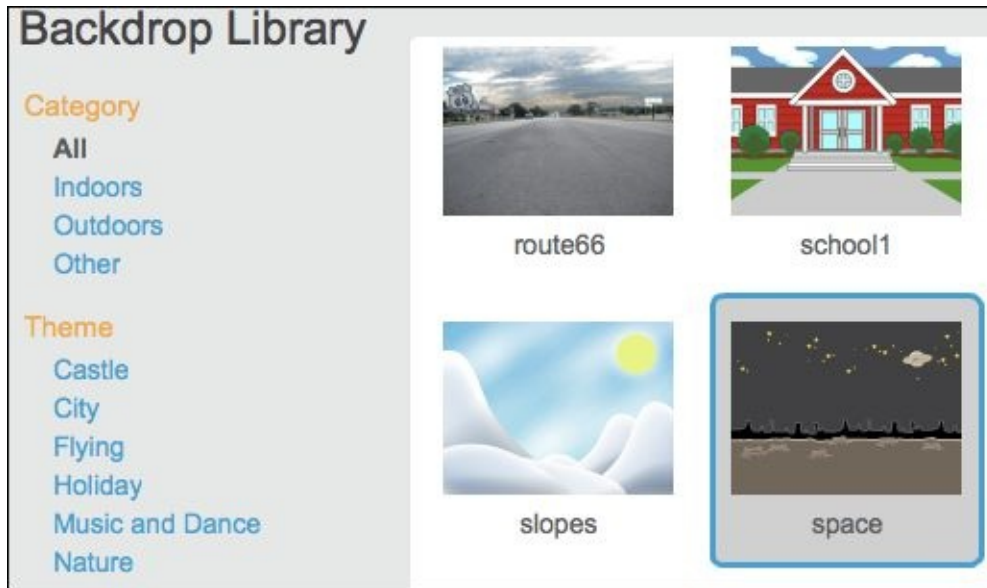 Backdrop Library
Category
All
Indoors
Outdoors
Other
Theme
Castle
City
Flying
Holiday
Music and Dance
Nature
route66
school1
slopes
space